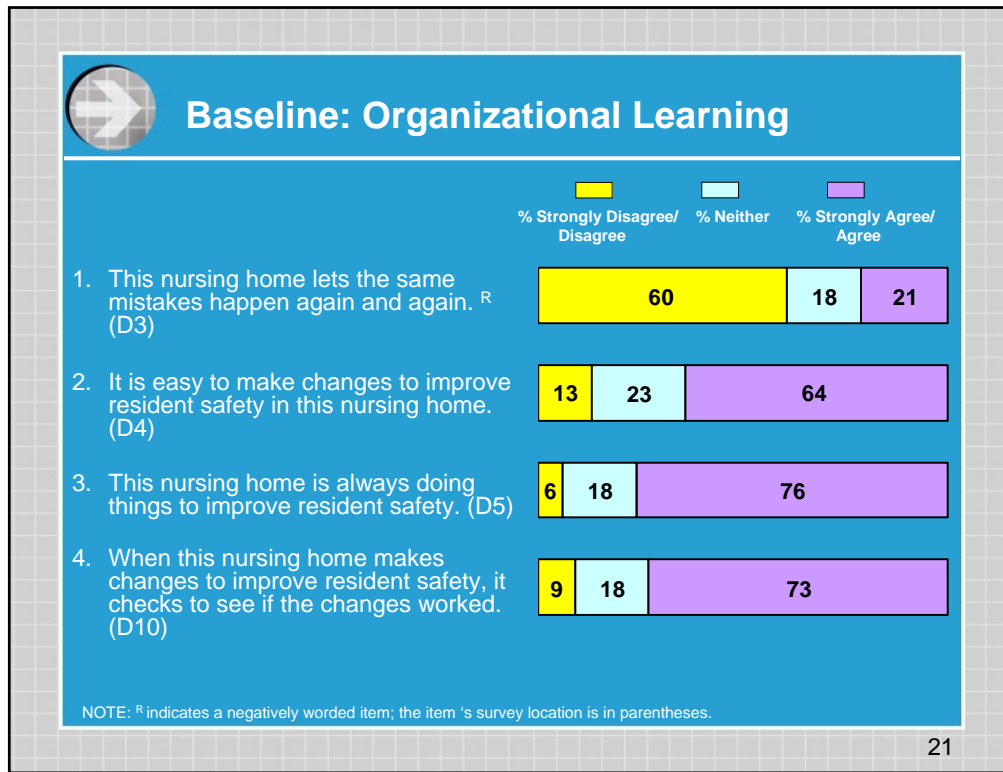 Baseline: Organizational Learning
% Strongly Disagree/ % Neither % Strongly Agree/
Disagree Agree
1. This nursing home lets the same
mistakes happen again and again. R
(D3)
60 18 21
2. It is easy to make changes to improve
resident safety in this nursing home.
(D4)
13 23 64
3. This nursing home is always doing
things to improve resident safety. (D5)
6 18 76
4. When this nursing home makes
changes to improve resident safety, it
checks to see if the changes worked.
(D10)
9 18 73
NOTE: R indicates a negatively worded item; the item 's survey location is in parentheses.
21